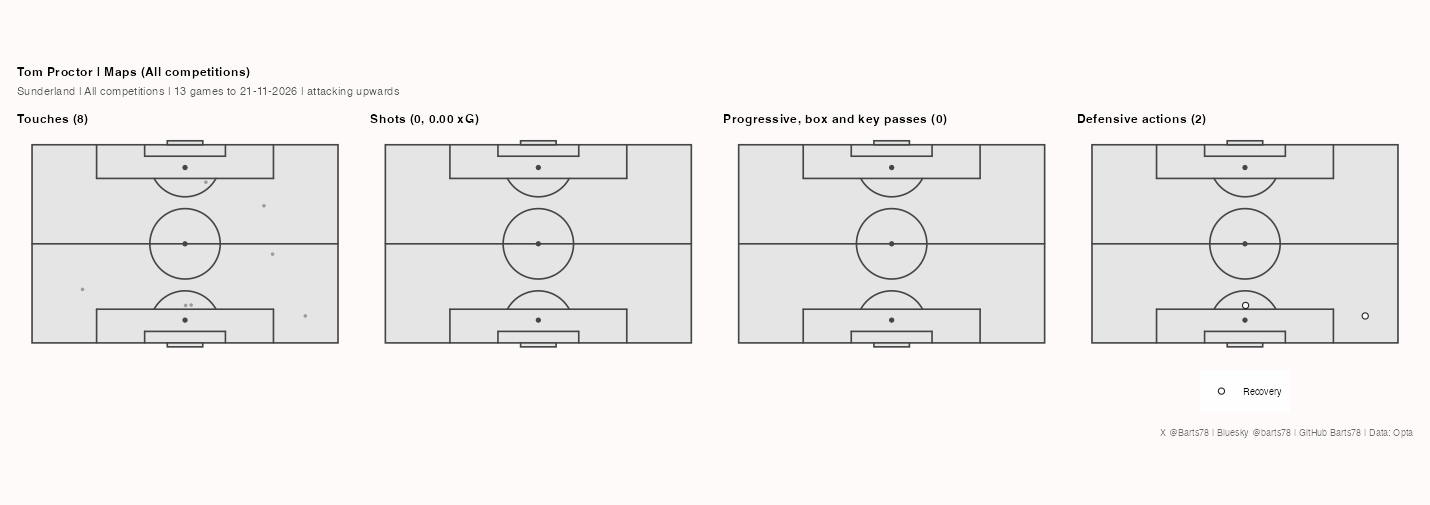 Tom Proctor | Maps (All competitions)
Sunderland | All competitions | 13 games to 21-11-2026 | attacking upwards
Touches (8)
Shots (0, 0.00 xG)
Progressive, box and key passes (0)
Defensive actions (2)
Recovery
X @Barts78 | Bluesky @barts78 | GitHub Barts78 | Data: Opta